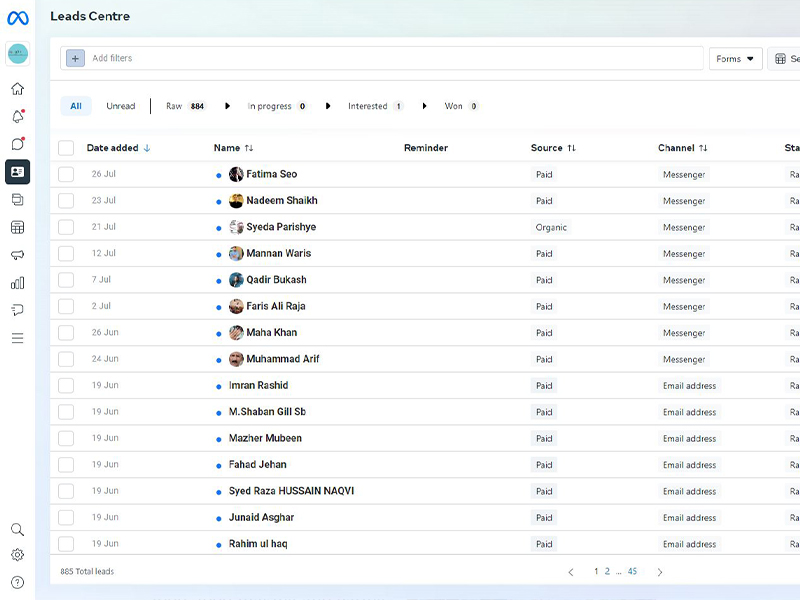 Leads Centre
+ Add filters Forms Se
All Unread Raw 884 In progress 0 Interested 1 Won 0
Date added Name Reminder Source Channel Sta
26 Jul Fatima Seo Paid Messenger Ra
23 Jul Nadeem Shaikh Paid Messenger Ra
21 Jul Syeda Parishye Organic Messenger Ra
12 Jul Mannan Waris Paid Messenger Ra
7 Jul Qadir Bukash Paid Messenger Ra
2 Jul Faris Ali Raja Paid Messenger Ra
26 Jun Maha Khan Paid Messenger Ra
24 Jun Muhammad Arif Paid Messenger Ra
19 Jun Imran Rashid Paid Email address Ra
19 Jun M.Shaban Gill Sb Paid Email address Ra
19 Jun Mazher Mubeen Paid Email address Ra
19 Jun Fahad Jehan Paid Email address Ra
19 Jun Syed Raza HUSSAIN NAQVI Paid Email address Ra
19 Jun Junaid Asghar Paid Email address Ra
19 Jun Rahim ul haq Paid Email address Ra
885 Total leads 1 2 ... 45